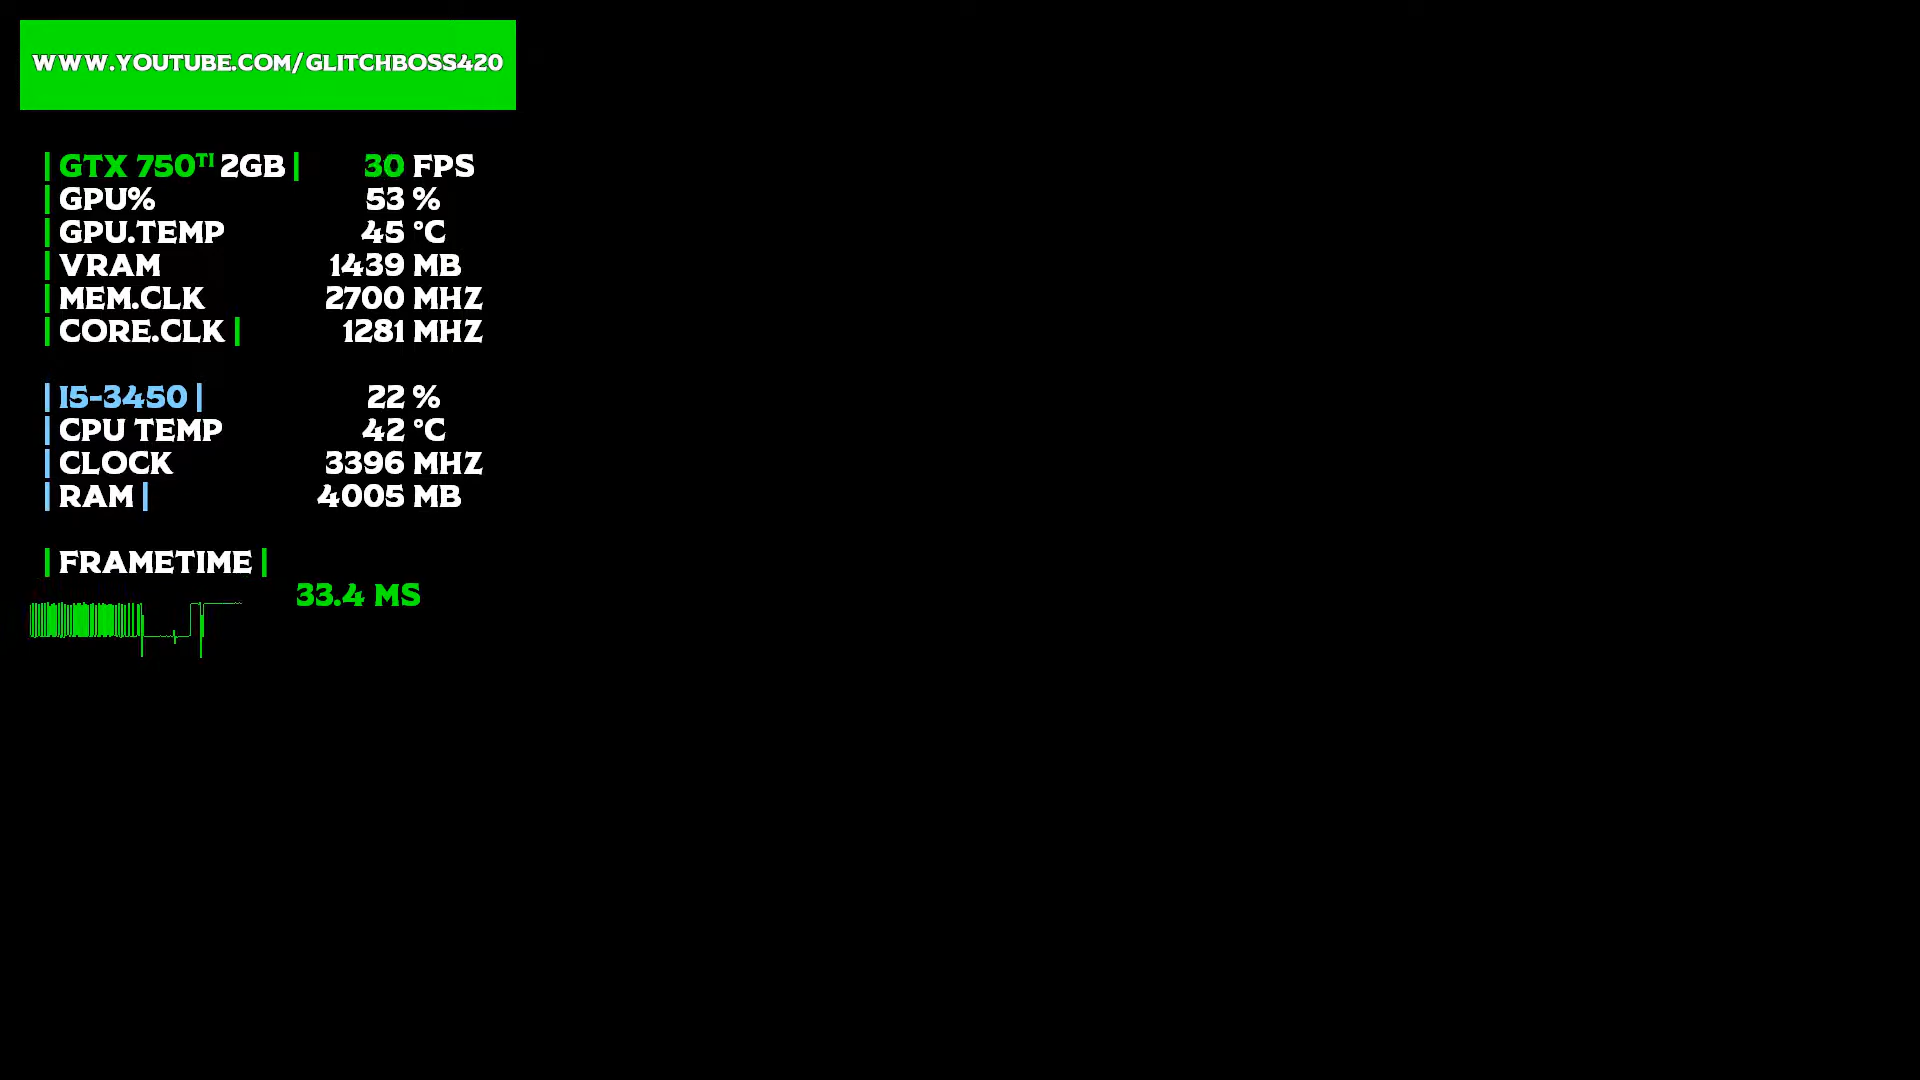 WWW.YOUTUBE.COM/GLITCHBOSS420
| GTX 750TI 2GB | 30 FPS
| GPU% 53 %
| GPU.TEMP 45 °C
| VRAM 1439 MB
| MEM.CLK 2700 MHZ
| CORE.CLK | 1281 MHZ
| I5-3450 | 22 %
| CPU TEMP 42 °C
| CLOCK 3396 MHZ
| RAM | 4005 MB
| FRAMETIME |
33.4 MS